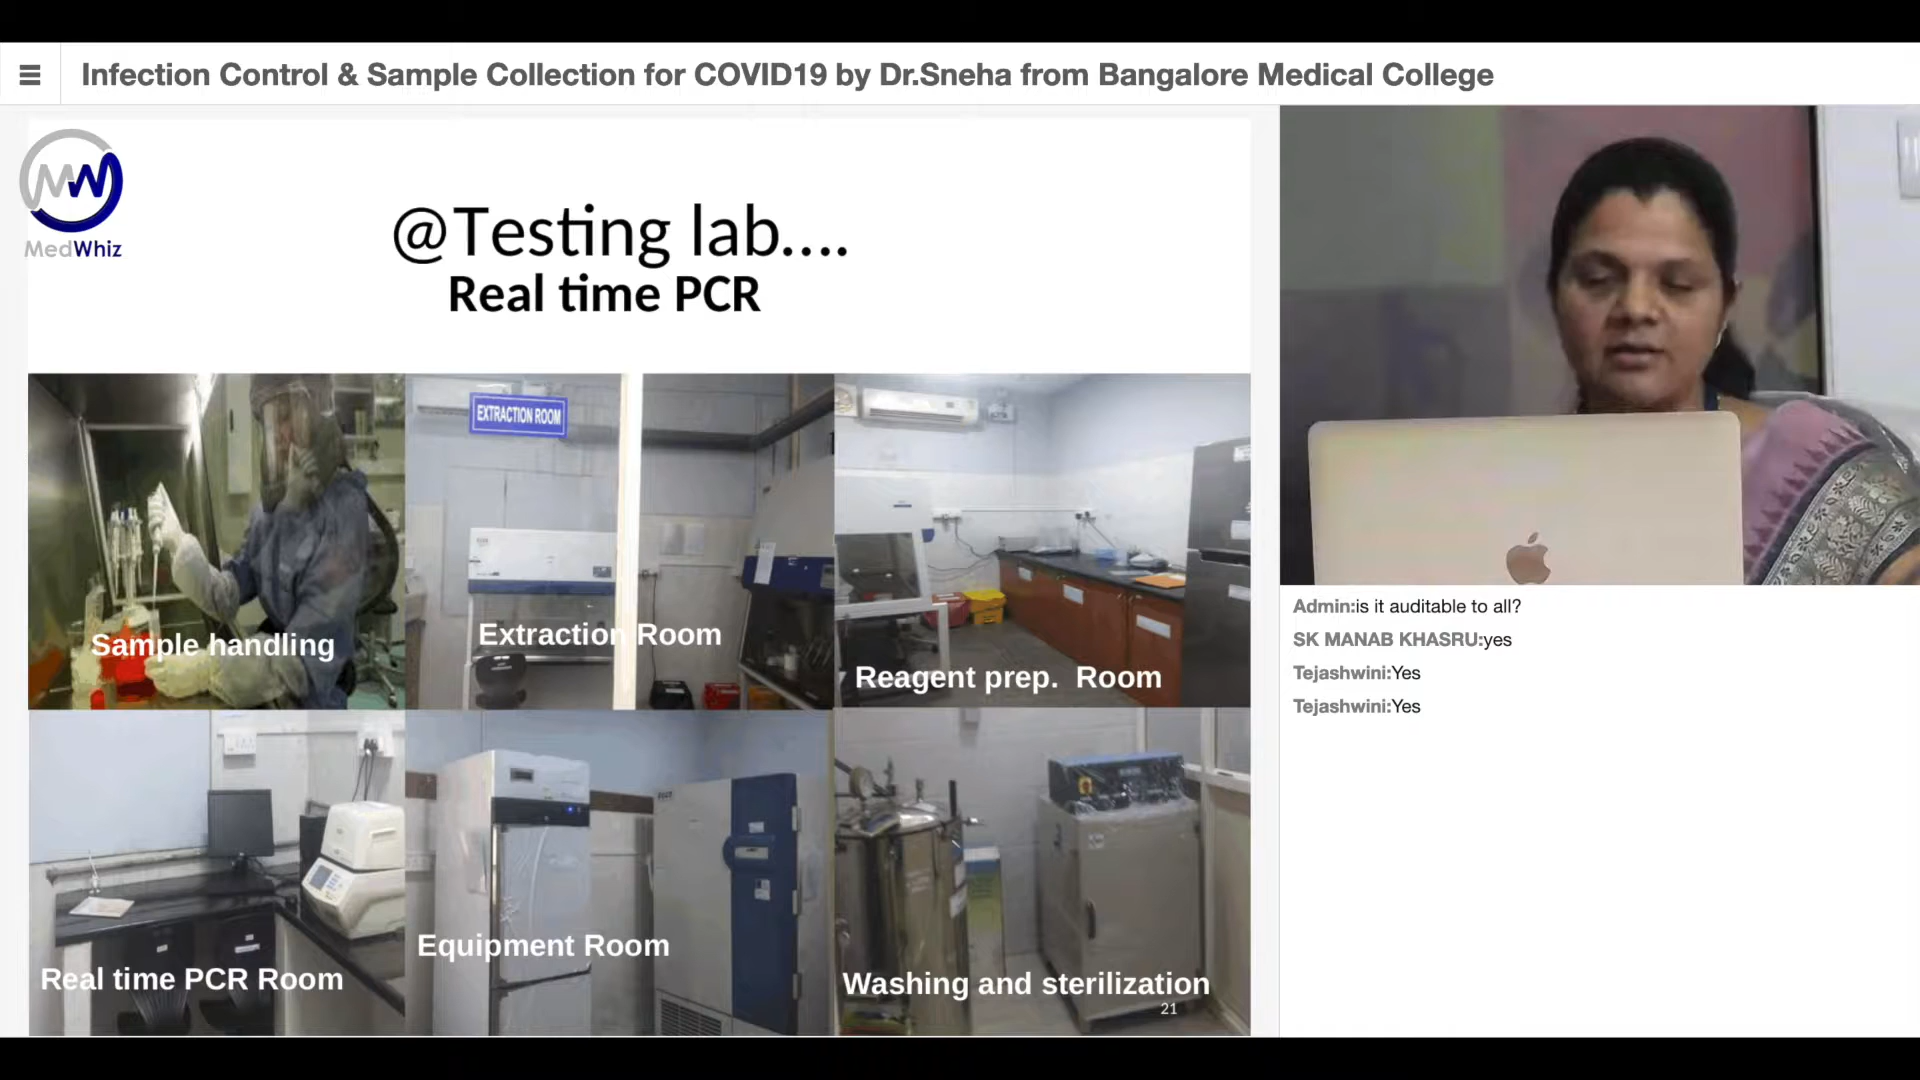 Infection Control & Sample Collection for COVID19 by Dr.Sneha from Bangalore Medical College
MW
MedWhiz
@Testing lab....
Real time PCR
EXTRACTION ROOM
Sample handling
Extraction Room
Reagent prep. Room
Real time PCR Room
Equipment Room
Washing and sterilization
21
Admin:is it auditable to all?
SK MANAB KHASRU:yes
Tejashwini:Yes
Tejashwini:Yes